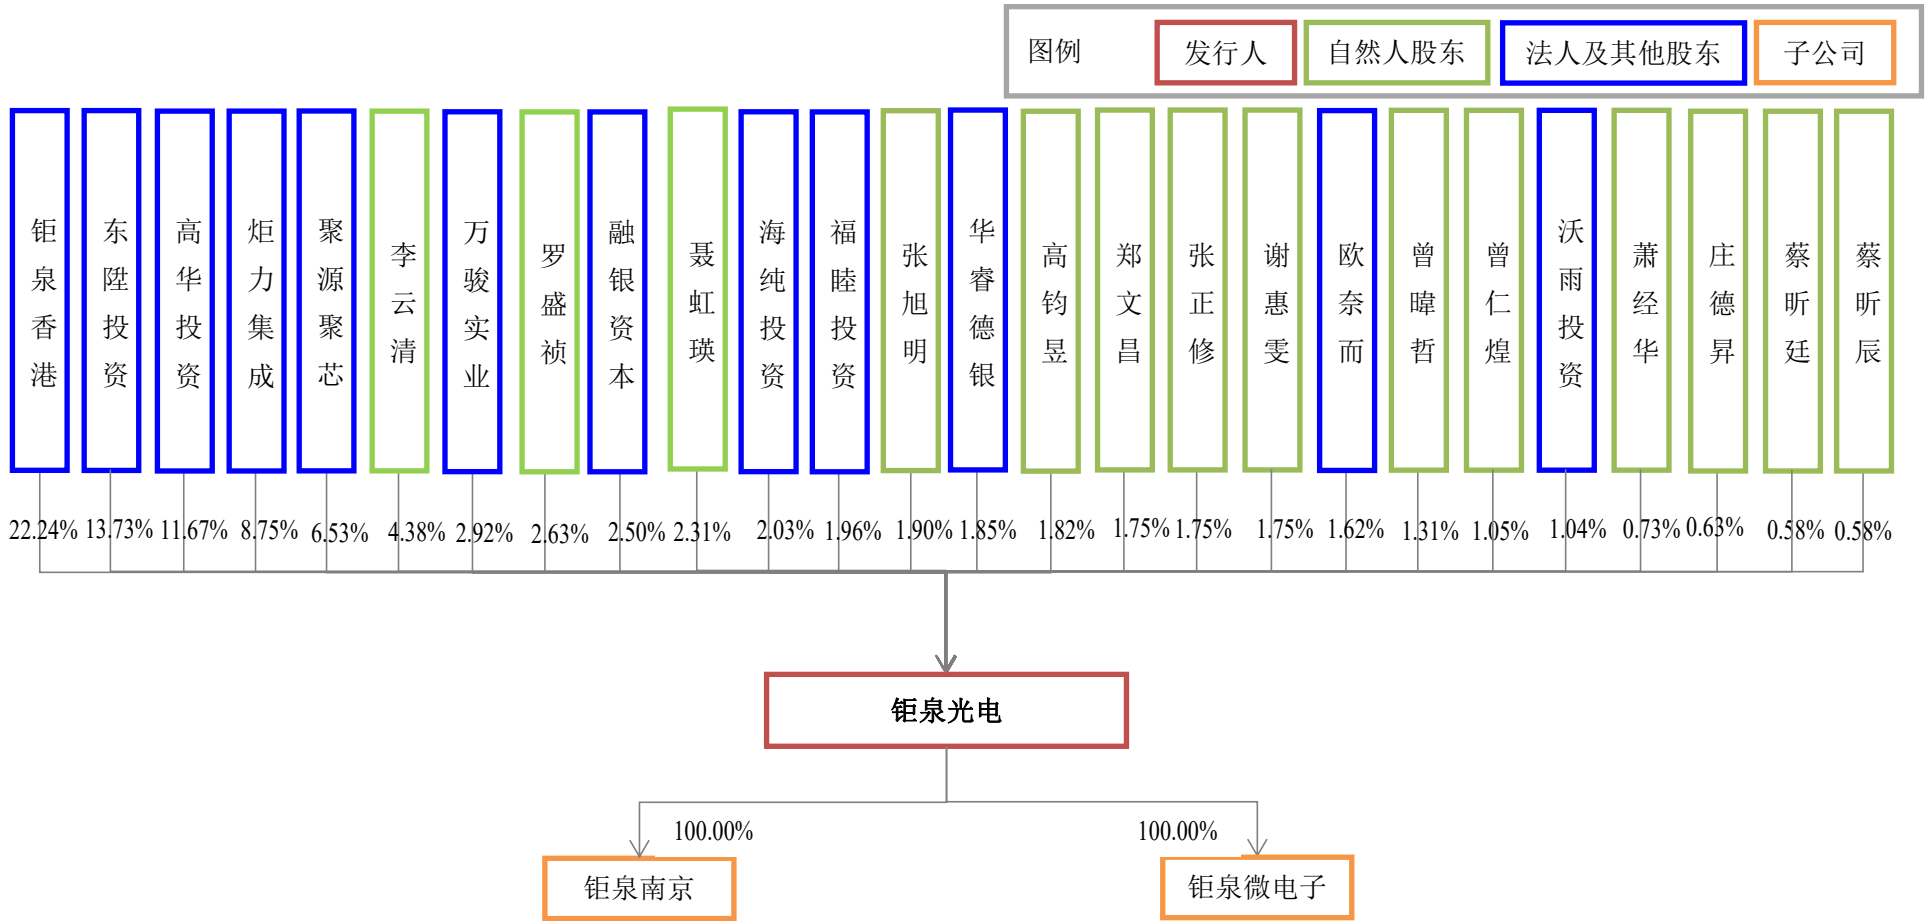 图例
发行人
自然人股东
法人及其他股东
子公司
钜泉香港
东陞投资
高华投资
炬力集成
聚源聚芯
李云清
万骏实业
罗盛祯
融银资本
聂虹瑛
海纯投资
福睦投资
张旭明
华睿德银
高钧昱
郑文昌
张正修
谢惠雯
欧奈而
曾暐哲
曾仁煌
沃雨投资
萧经华
庄德昇
蔡昕廷
蔡昕辰
22.24%
13.73%
11.67%
8.75%
6.53%
4.38%
2.92%
2.63%
2.50%
2.31%
2.03%
1.96%
1.90%
1.85%
1.82%
1.75%
1.75%
1.75%
1.62%
1.31%
1.05%
1.04%
0.73%
0.63%
0.58%
0.58%
钜泉光电
100.00%
100.00%
钜泉南京
钜泉微电子